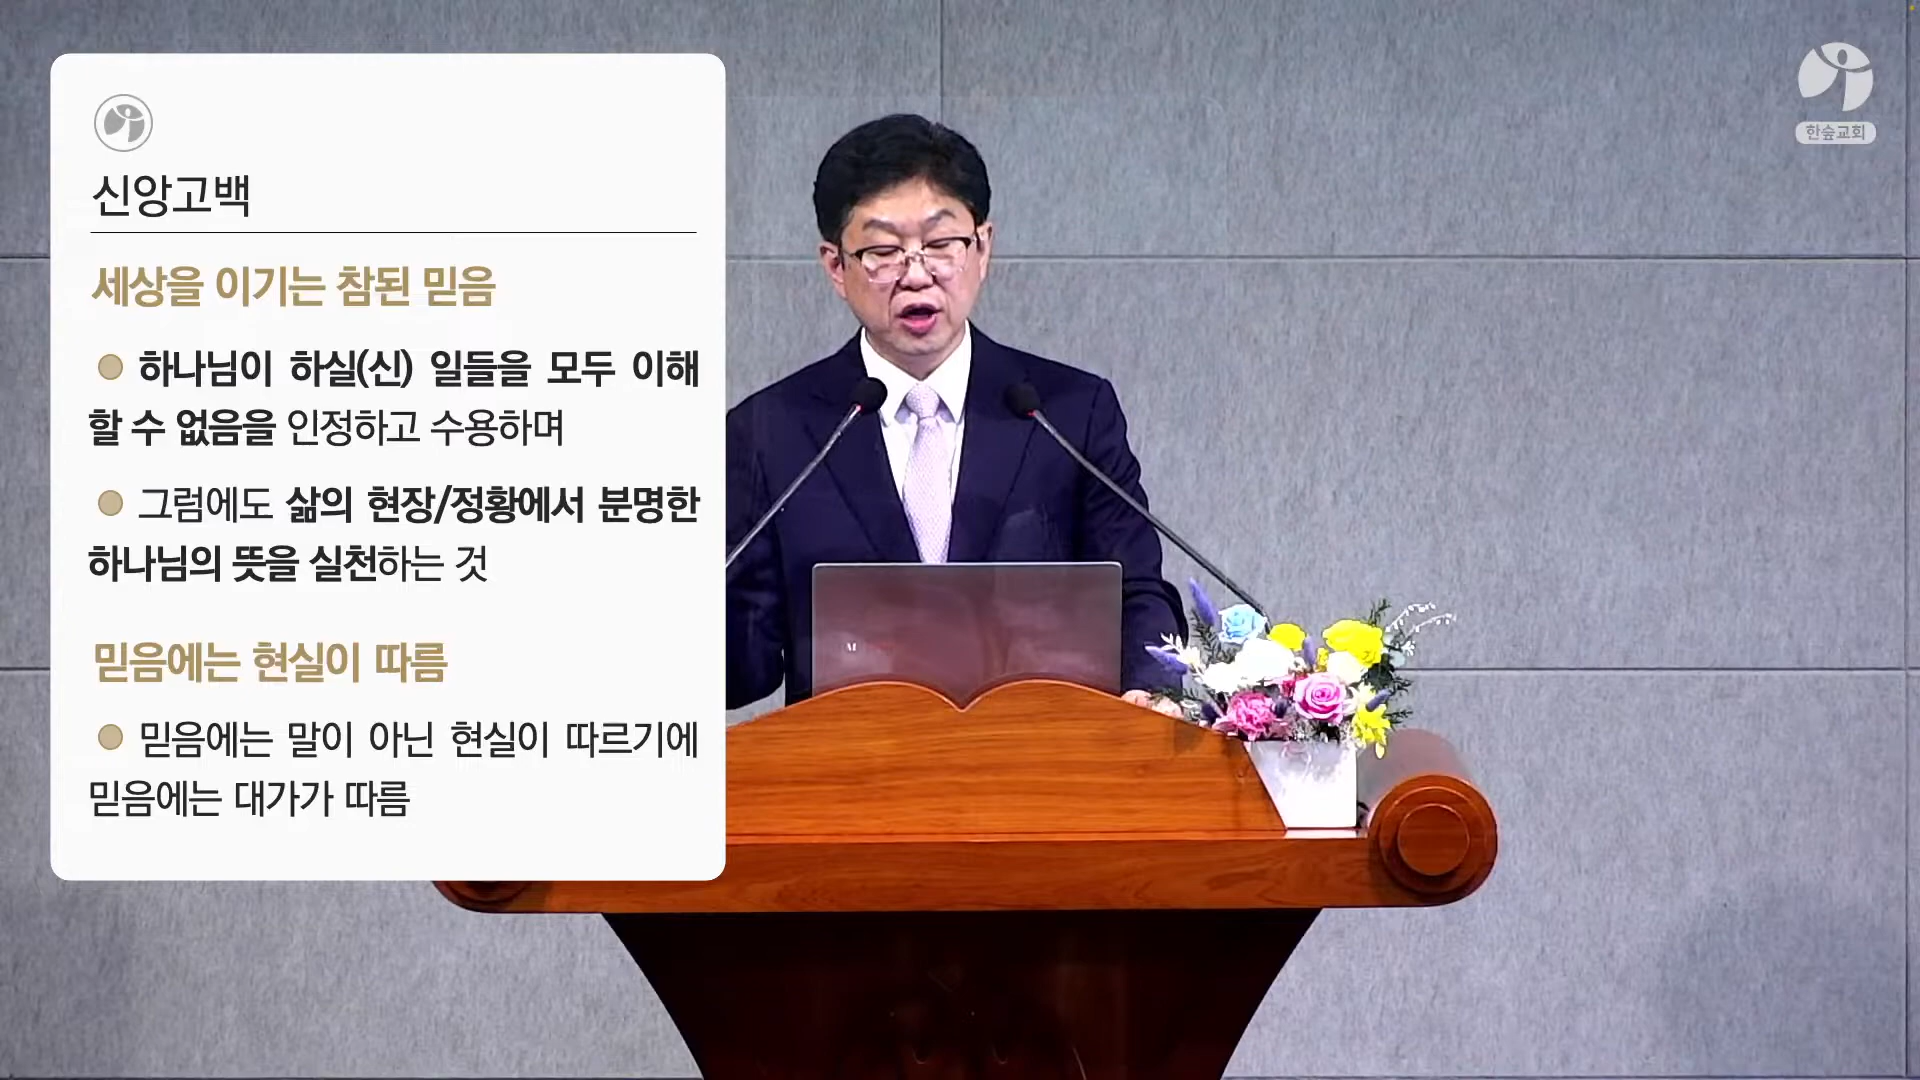 한숲교회
신앙고백
세상을 이기는 참된 믿음
하나님이 하실(신) 일들을 모두 이해
할 수 없음을 인정하고 수용하며
그럼에도 삶의 현장/정황에서 분명한
하나님의 뜻을 실천하는 것
믿음에는 현실이 따름
믿음에는 말이 아닌 현실이 따르기에
믿음에는 대가가 따름